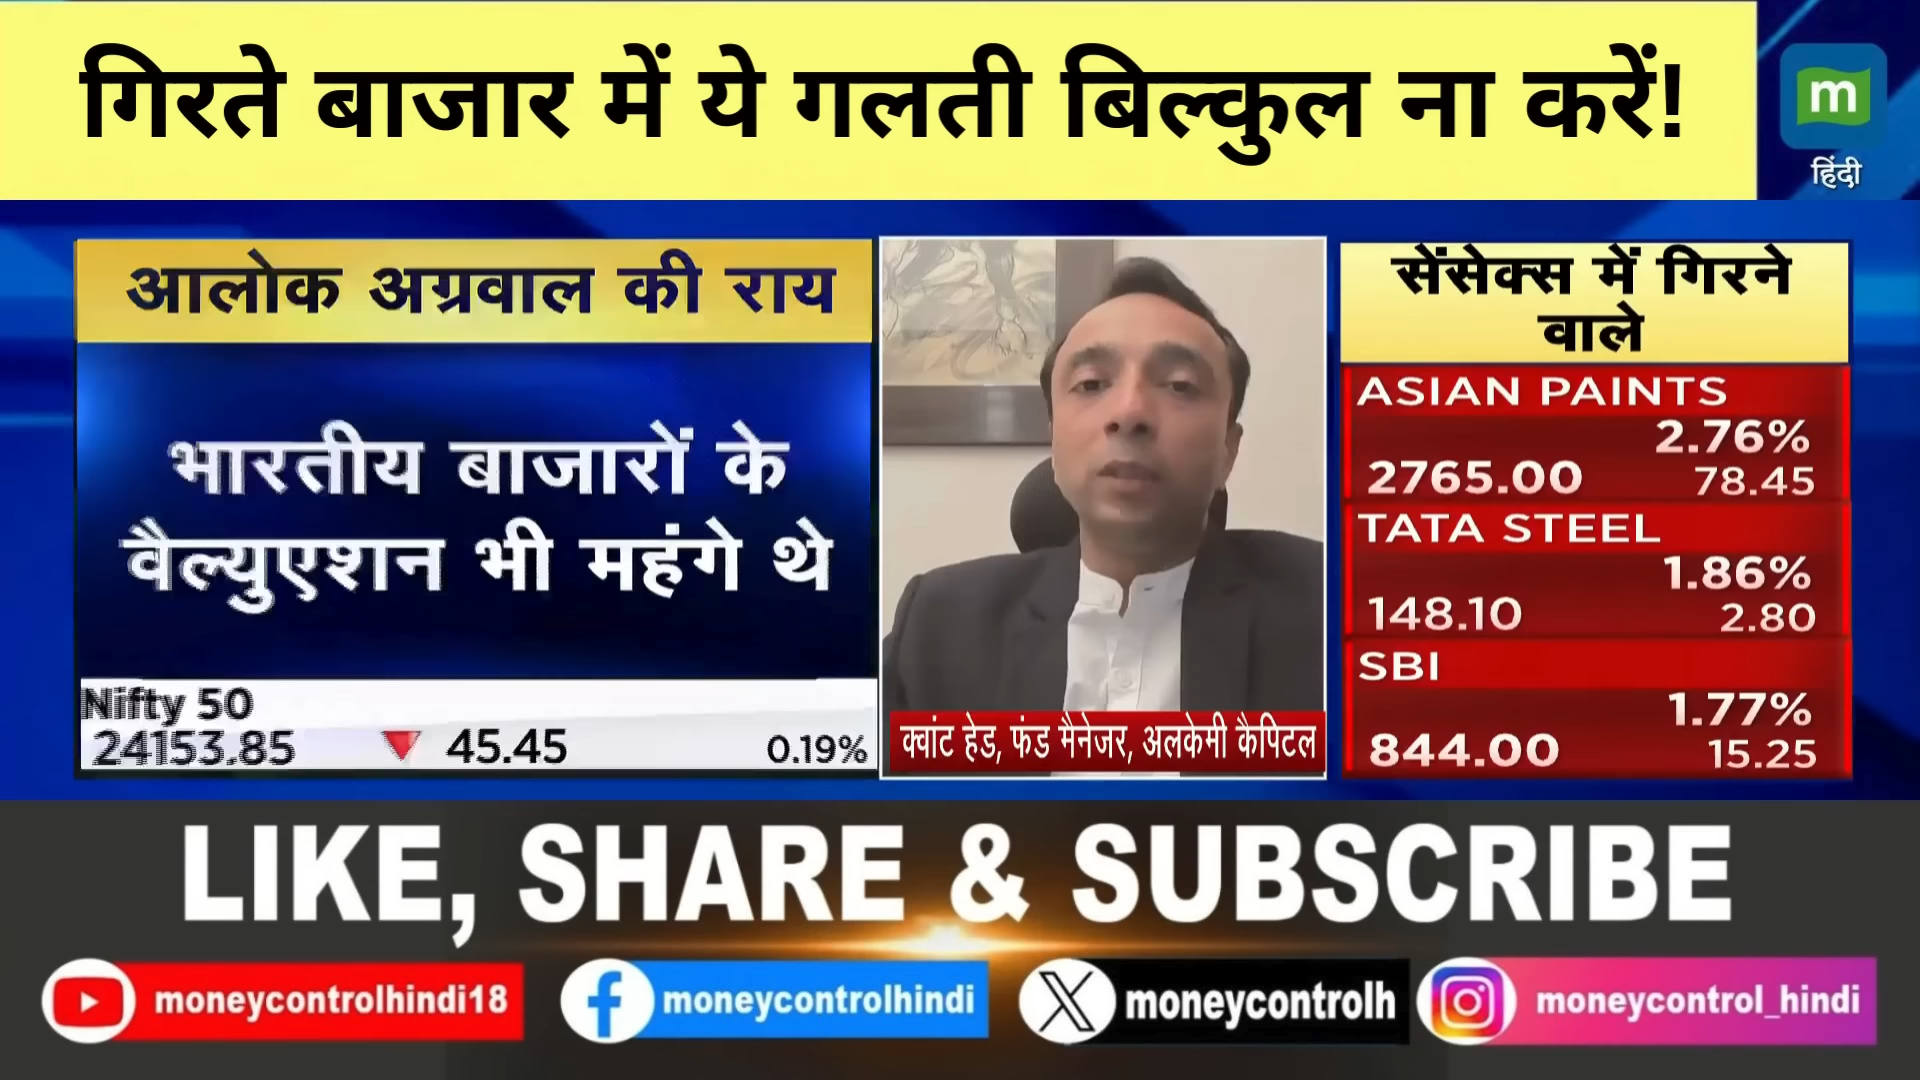 गिरते बाजार में ये गलती बिल्कुल ना करें!
m
हिंदी
आलोक अग्रवाल की राय
भारतीय बाजारों के
वैल्युएशन भी महंगे थे
Nifty 50
24153.85 45.45 0.19%
क्वांट हेड, फंड मैनेजर, अलकेमी कैपिटल
सेंसेक्स में गिरने
वाले
ASIAN PAINTS
2.76%
2765.00 78.45
TATA STEEL
1.86%
148.10 2.80
SBI
1.77%
844.00 15.25
LIKE, SHARE & SUBSCRIBE
moneycontrolhindi18 moneycontrolhindi moneycontrolh moneycontrol_hindi